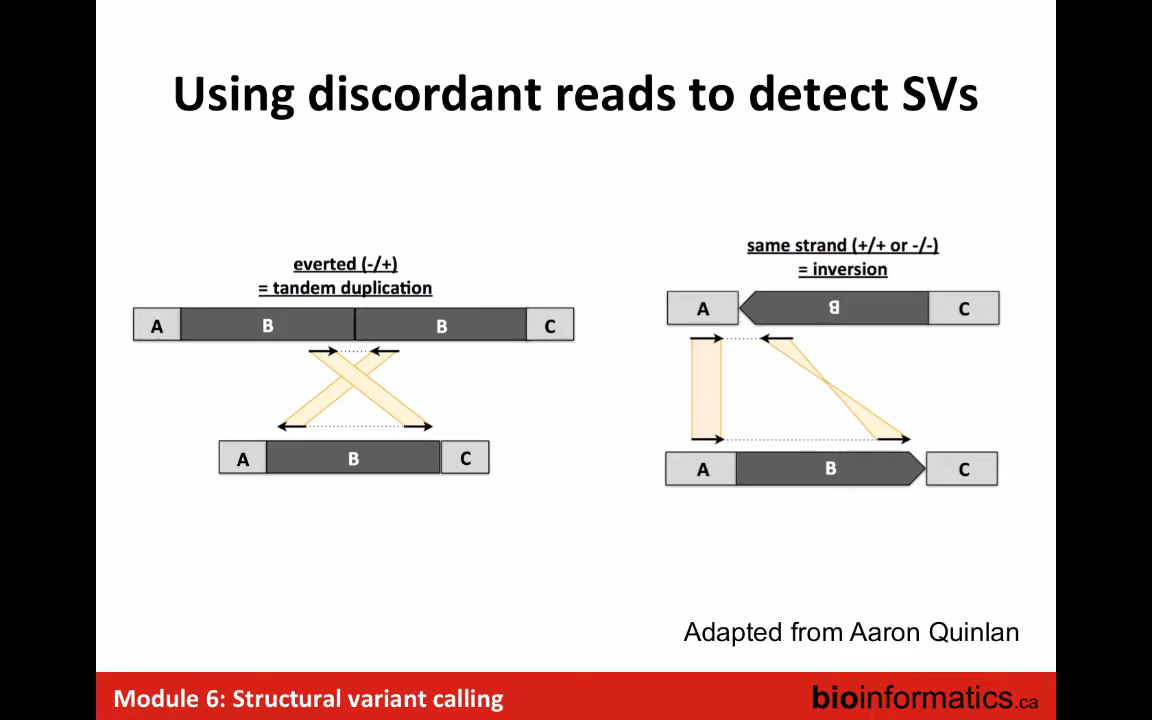 Using discordant reads to detect SVs
everted (-/+)
= tandem duplication
A B B C
A B C
same strand (+/+ or -/-)
= inversion
A B C
A B C
Adapted from Aaron Quinlan
Module 6: Structural variant calling
bioinformatics.ca